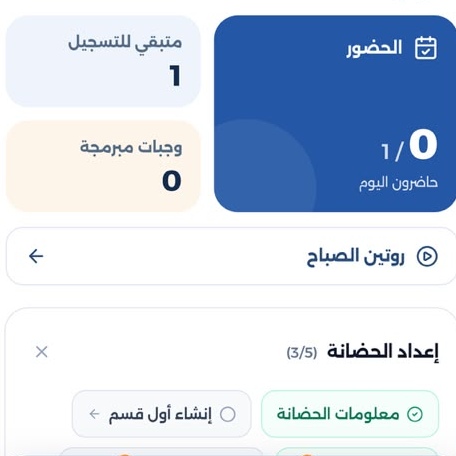 الحضور
0 / 1
حاضرون اليوم
متبقي للتسجيل
1
وجبات مبرمجة
0
روتين الصباح
إعداد الحضانة (3/5)
معلومات الحضانة
إنشاء أول قسم